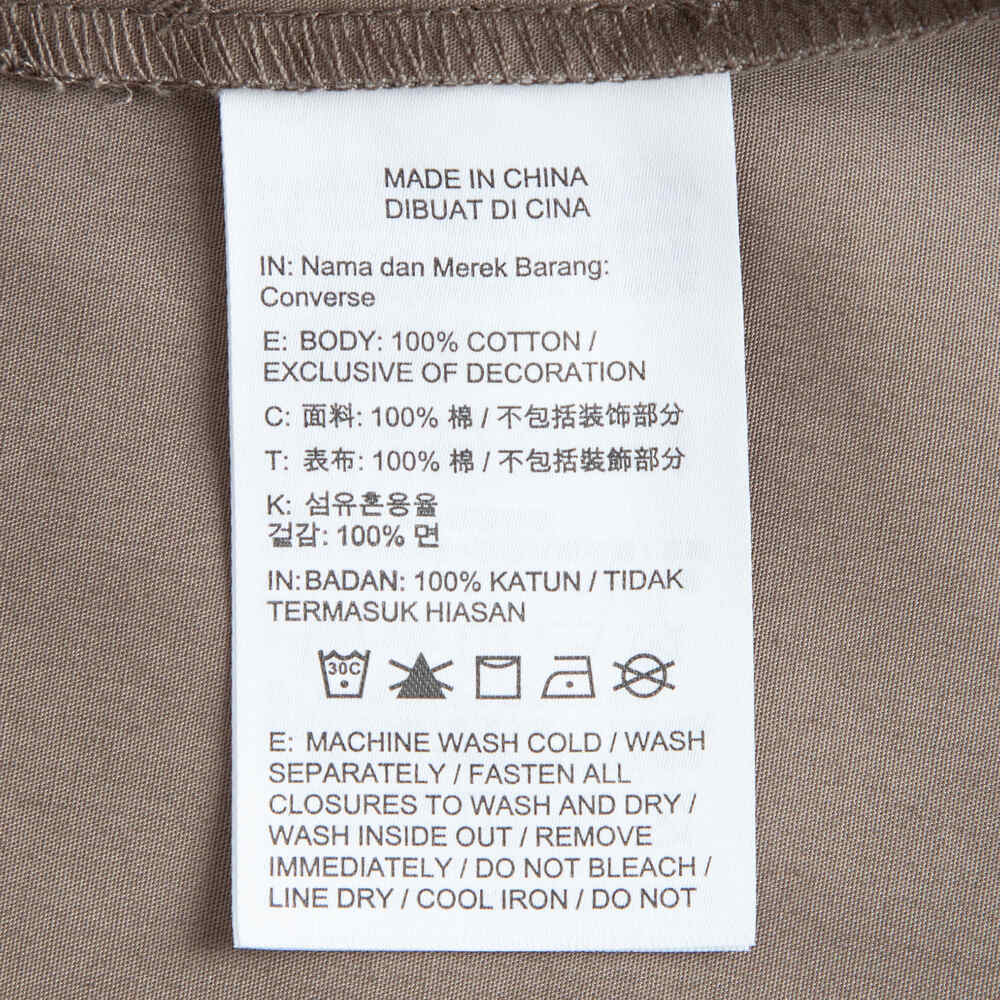 MADE IN CHINA
DIBUAT DI CINA
IN: Nama dan Merek Barang:
Converse
E: BODY: 100% COTTON /
EXCLUSIVE OF DECORATION
C: 面料: 100% 棉 / 不包括装饰部分
T: 表布: 100% 棉 / 不包括裝飾部分
K: 섬유혼용율
겉감: 100% 면
IN:BADAN: 100% KATUN / TIDAK
TERMASUK HIASAN
30C
E: MACHINE WASH COLD / WASH
SEPARATELY / FASTEN ALL
CLOSURES TO WASH AND DRY /
WASH INSIDE OUT / REMOVE
IMMEDIATELY / DO NOT BLEACH /
LINE DRY / COOL IRON / DO NOT